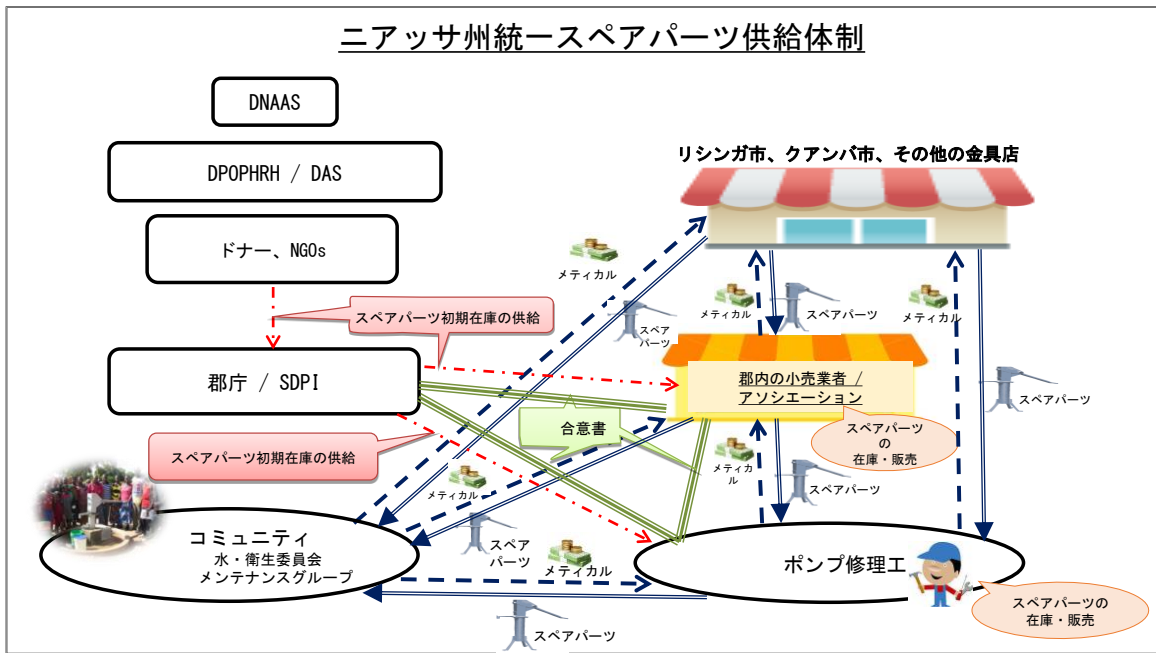 ニアッサ州統一スペアパーツ供給体制
DNAAS
DPOPHRH / DAS
ドナー、NGOs
リシンガ市、クアンバ市、その他の金具店
メティカル
スペア
パーツ
メティカル
スペアパーツ
メティカル
スペアパーツ初期在庫の供給
郡庁 / SDPI
郡内の小売業者 /
アソシエーション
スペアパーツ
スペアパーツ
の
在庫・販売
合意書
スペアパーツ初期在庫の供給
メティカル
メティカ
ル
スペアパーツ
コミュニティ
水・衛生委員会
メンテナンスグループ
スペア
パーツ
メティカル
ポンプ修理工
スペアパーツの
在庫・販売
スペアパーツ